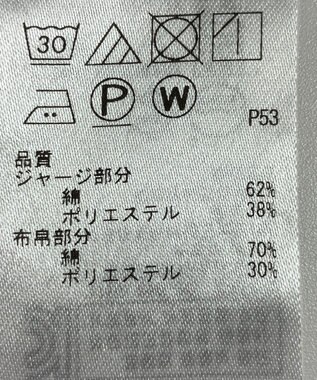 30
P W
P53
品質
ジャージ部分
綿 62%
ポリエステル 38%
布帛部分
綿 70%
ポリエステル 30%